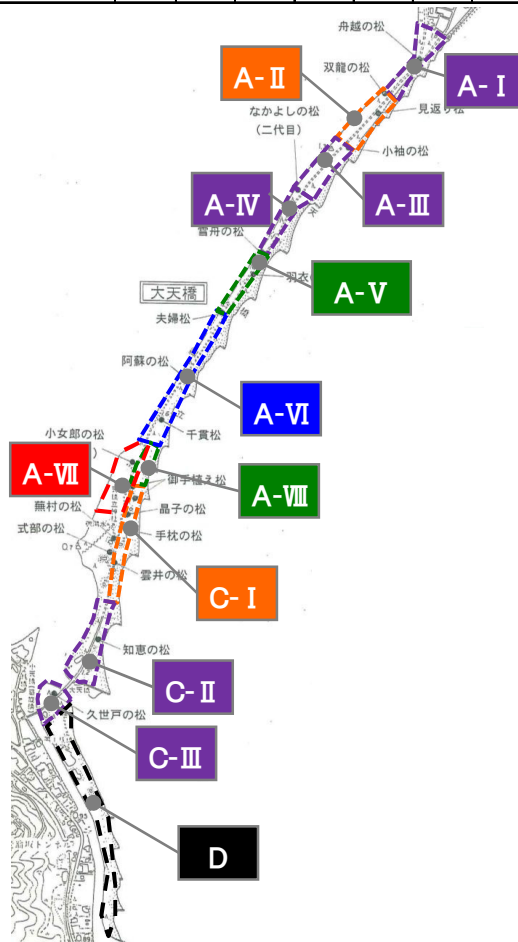 舟越の松
双龍の松
A-Ⅱ
A-Ⅰ
見返り松
なかよしの松
(二代目)
小袖の松
A-Ⅳ
A-Ⅲ
雪舟の松
羽衣
A-Ⅴ
大天橋
夫婦松
阿蘇の松
A-Ⅵ
千貫松
小女郎の松
A-Ⅶ
御手植え松
A-Ⅷ
蕪村の松
晶子の松
式部の松
手枕の松
雲井の松
C-Ⅰ
知恵の松
C-Ⅱ
久世戸の松
C-Ⅲ
D